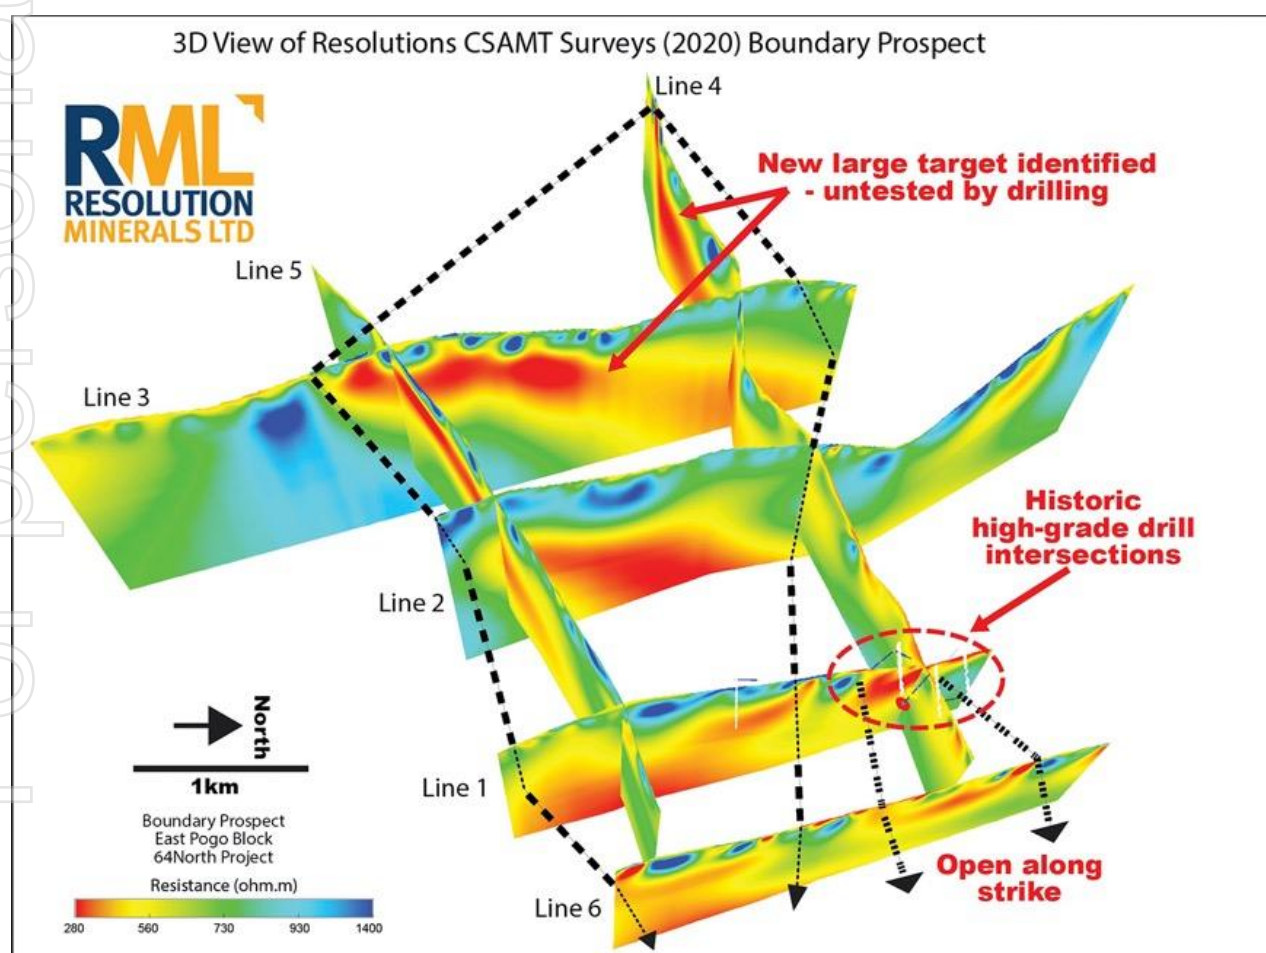 3D View of Resolutions CSAMT Surveys (2020) Boundary Prospect
RML
RESOLUTION
MINERALS LTD
Line 4
New large target identified
- untested by drilling
Line 5
Line 3
Historic
high-grade drill
intersections
Line 2
North
1km
Line 1
Boundary Prospect
East Pogo Block
64North Project
Resistance (ohm.m)
280 560 730 930 1400
Open along
strike
Line 6